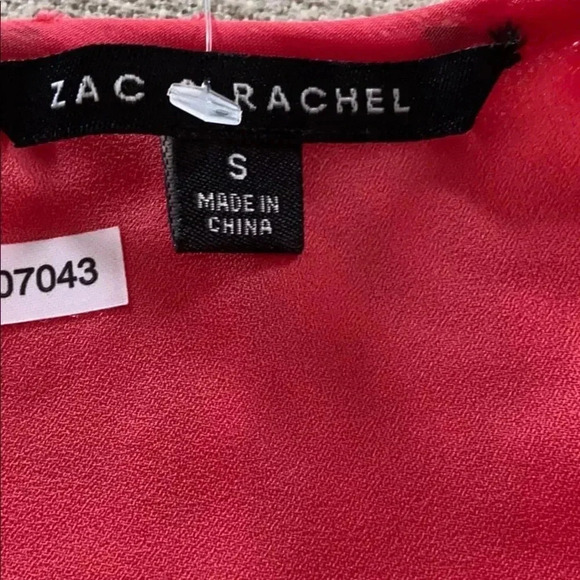 ZAC & RACHEL
S
MADE IN
CHINA
07043